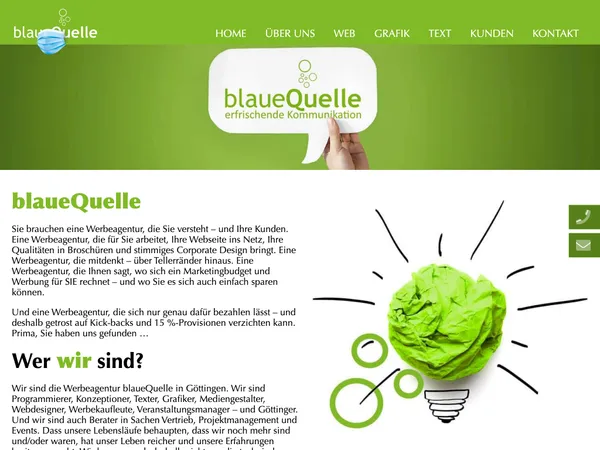 blaueQuelle
HOME ÜBER UNS WEB GRAFIK TEXT KUNDEN KONTAKT
blaueQuelle
erfrischende Kommunikation
blaueQuelle
Sie brauchen eine Werbeagentur, die Sie versteht – und Ihre Kunden.
Eine Werbeagentur, die für Sie arbeitet, Ihre Webseite ins Netz, Ihre
Qualitäten in Broschüren und stimmiges Corporate Design bringt. Eine
Werbeagentur, die mitdenkt – über Tellerränder hinaus. Eine
Werbeagentur, die Ihnen sagt, wo sich ein Marketingbudget und
Werbung für SIE rechnet – und wo Sie es sich auch einfach sparen
können.
Und eine Werbeagentur, die sich nur genau dafür bezahlen lässt – und
deshalb getrost auf Kick-backs und 15 %-Provisionen verzichten kann.
Prima, Sie haben uns gefunden …
Wer wir sind?
Wir sind die Werbeagentur blaueQuelle in Göttingen. Wir sind
Programmierer, Konzeptioner, Texter, Grafiker, Mediengestalter,
Webdesigner, Werbekaufleute, Veranstaltungsmanager – und Göttinger.
Und wir sind auch Berater in Sachen Vertrieb, Projektmanagement und
Events. Dass unsere Lebensläufe behaupten, dass wir noch mehr sind
und/oder waren, hat unser Leben reicher und unsere Erfahrungen